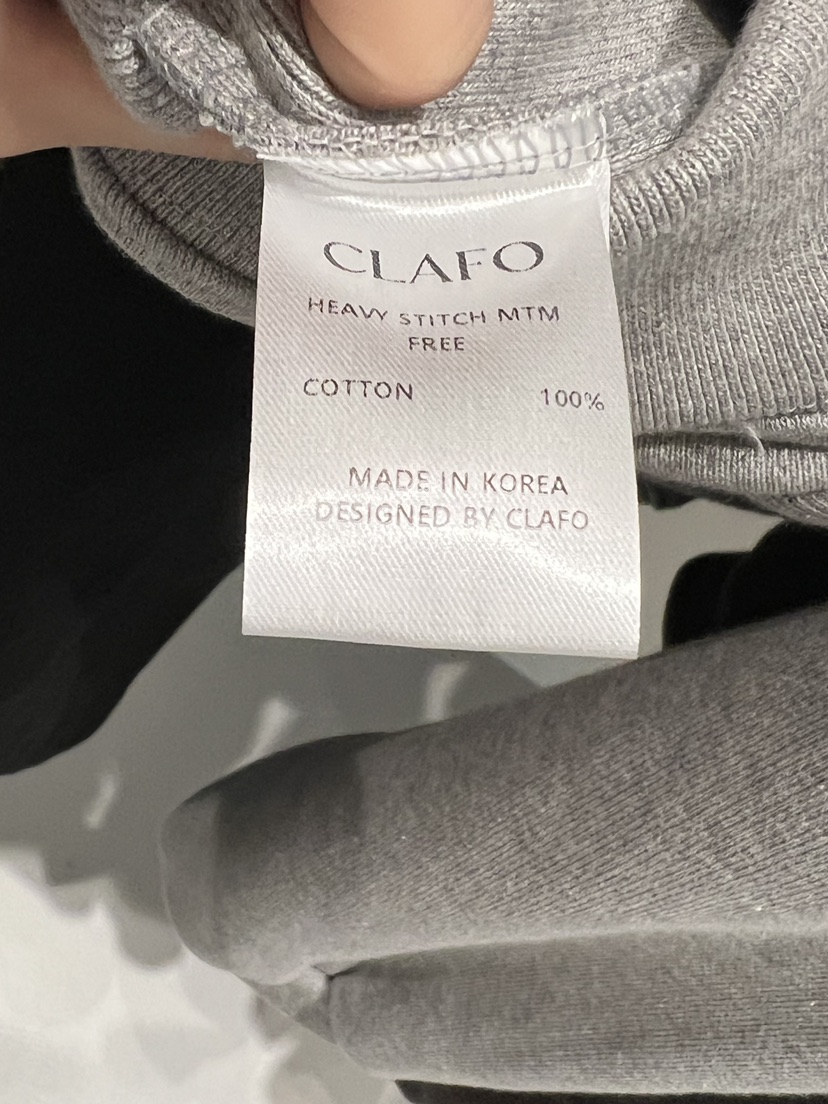 CLAFO
HEAVY STITCH MTM
FREE
COTTON 100%
MADE IN KOREA
DESIGNED BY CLAFO